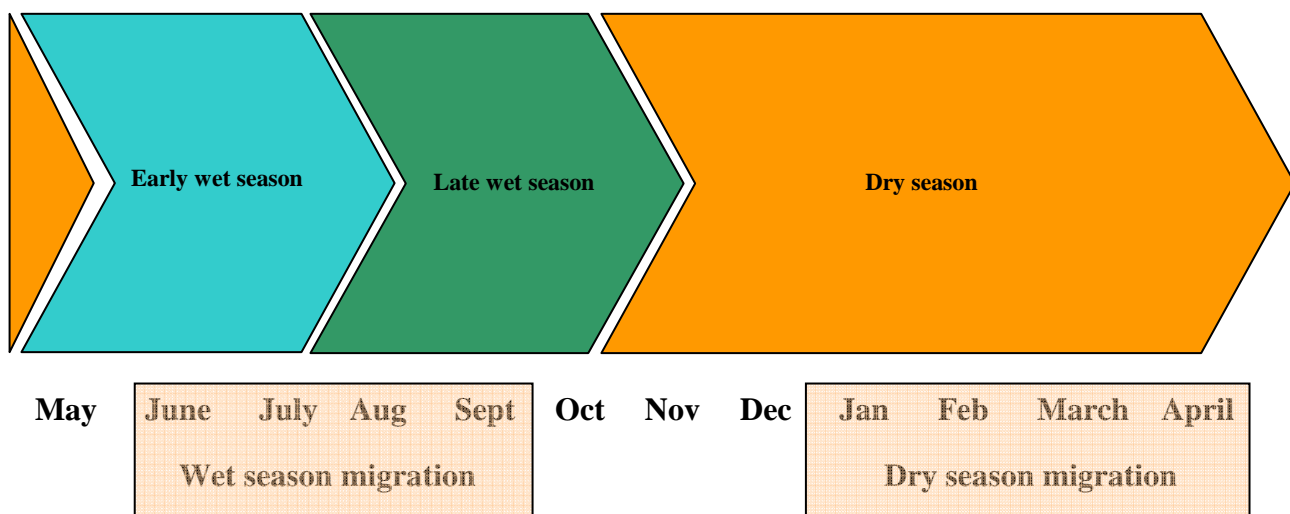 Early wet season Late wet season Dry season
May June July Aug Sept Oct Nov Dec Jan Feb March April
Wet season migration Dry season migration